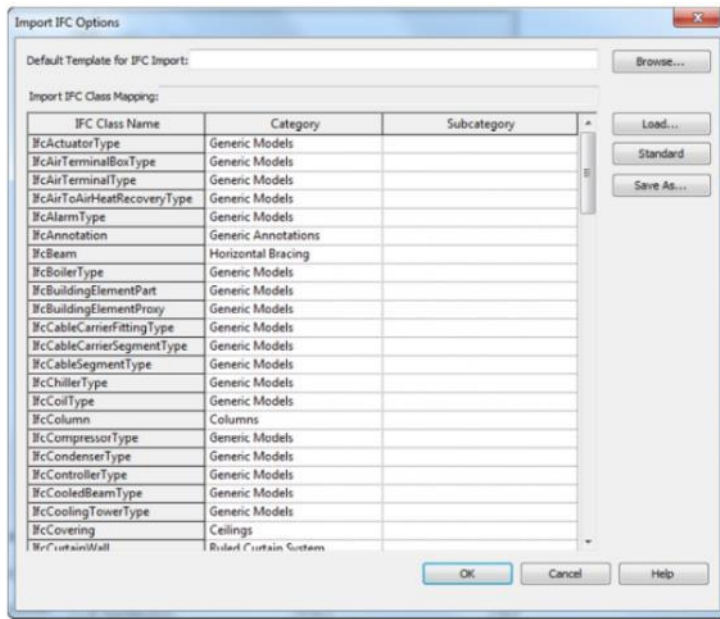 Import IFC Options
Default Template for IFC Import:
Browse...
Import IFC Class Mapping:
IFC Class Name Category Subcategory
Load...
IfcActuatorType Generic Models
IfcAirTerminalBoxType Generic Models
Standard
IfcAirTerminalType Generic Models
IfcAirToAirHeatRecoveryType Generic Models
Save As...
IfcAlarmType Generic Models
IfcAnnotation Generic Annotations
IfcBeam Horizontal Bracing
IfcBoilerType Generic Models
IfcBuildingElementPart Generic Models
IfcBuildingElementProxy Generic Models
IfcCableCarrierFittingType Generic Models
IfcCableCarrierSegmentType Generic Models
IfcCableSegmentType Generic Models
IfcChillerType Generic Models
IfcCoilType Generic Models
IfcColumn Columns
IfcCompressorType Generic Models
IfcCondenserType Generic Models
IfcControllerType Generic Models
IfcCooledBeamType Generic Models
IfcCoolingTowerType Generic Models
IfcCovering Ceilings
IfcCurtainWall Ruled Curtain System
OK Cancel Help